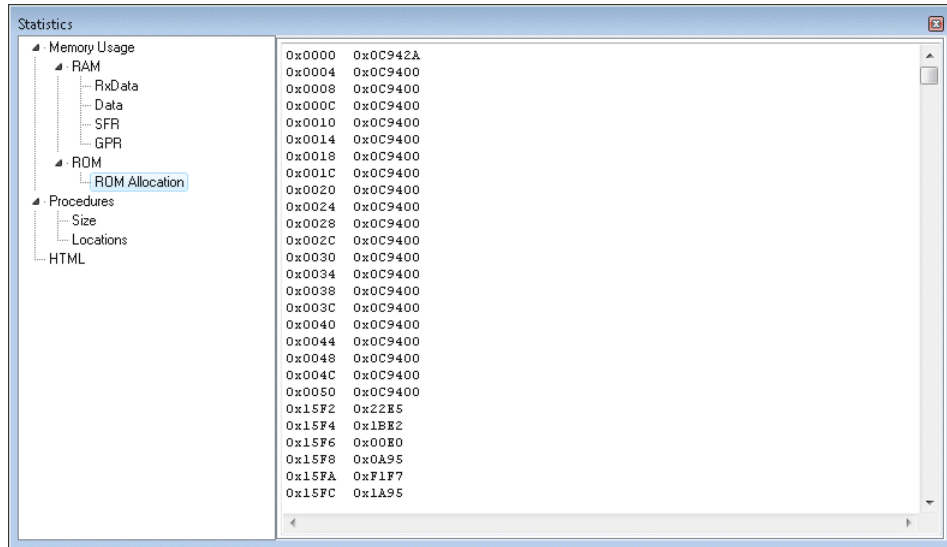 Statistics
Memory Usage
RAM
RxData
Data
SFR
GPR
ROM
ROM Allocation
Procedures
Size
Locations
HTML
0x0000 0x0C942A
0x0004 0x0C9400
0x0008 0x0C9400
0x000C 0x0C9400
0x0010 0x0C9400
0x0014 0x0C9400
0x0018 0x0C9400
0x001C 0x0C9400
0x0020 0x0C9400
0x0024 0x0C9400
0x0028 0x0C9400
0x002C 0x0C9400
0x0030 0x0C9400
0x0034 0x0C9400
0x0038 0x0C9400
0x003C 0x0C9400
0x0040 0x0C9400
0x0044 0x0C9400
0x0048 0x0C9400
0x004C 0x0C9400
0x0050 0x0C9400
0x15F2 0x22E5
0x15F4 0x1BE2
0x15F6 0x00E0
0x15F8 0x0A95
0x15FA 0xF1F7
0x15FC 0x1A95